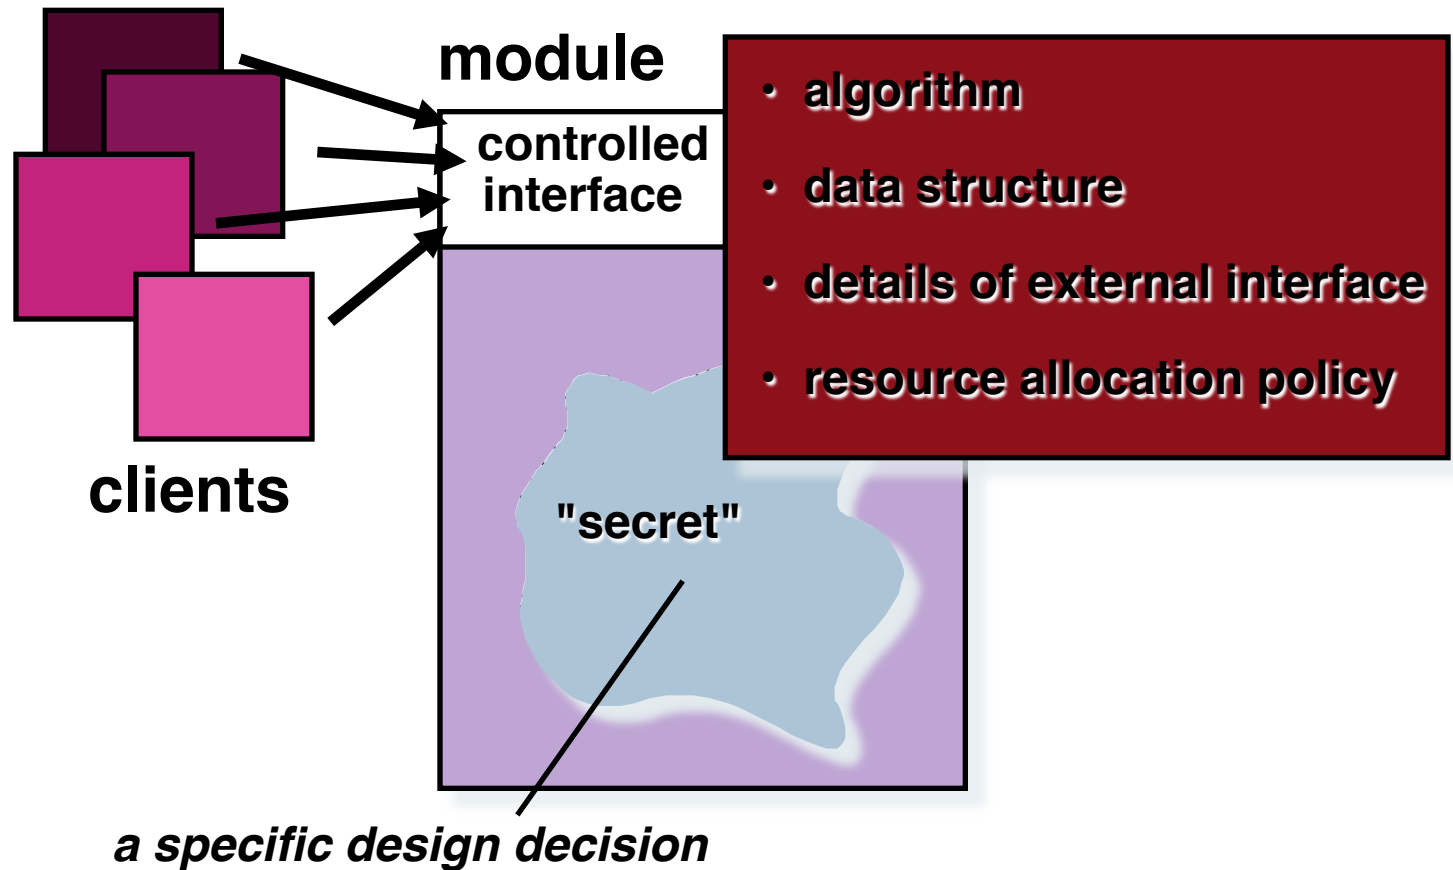 module
controlled
interface
• algorithm
• data structure
• details of external interface
• resource allocation policy
clients
"secret"
a specific design decision